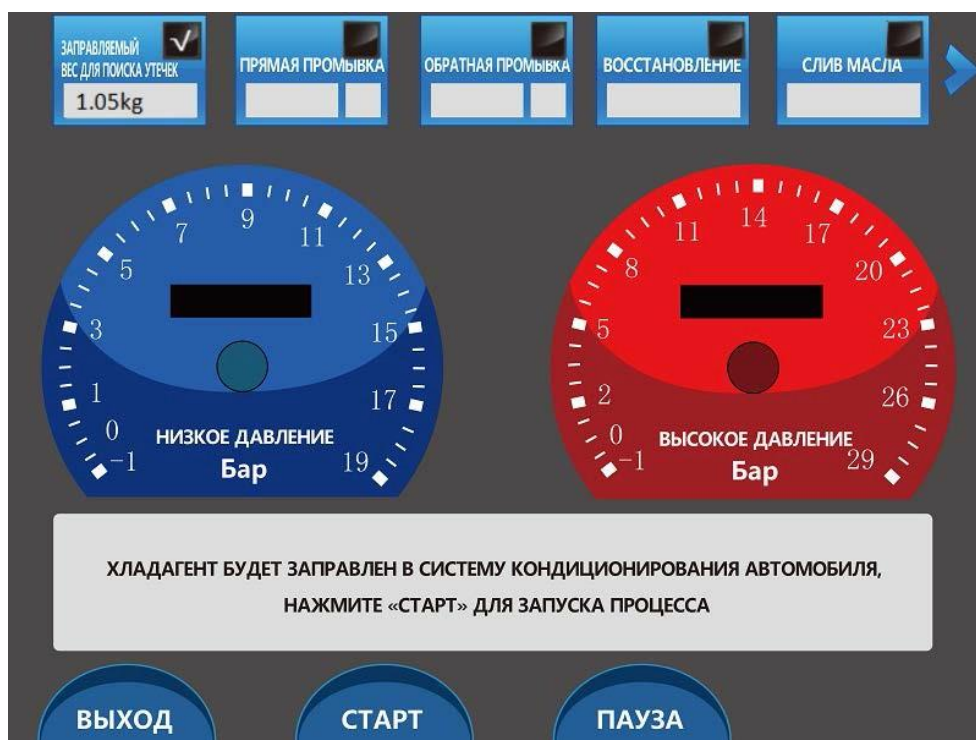 ЗАПРАВЛЯЕМЫЙ
ВЕС ДЛЯ ПОИСКА УТЕЧЕК
1.05kg
ПРЯМАЯ ПРОМЫВКА
ОБРАТНАЯ ПРОМЫВКА
ВОССТАНОВЛЕНИЕ
СЛИВ МАСЛА
-1
0
1
3
5
7
9
11
13
15
17
19
НИЗКОЕ ДАВЛЕНИЕ
Бар
-1
0
2
5
8
11
14
17
20
23
26
29
ВЫСОКОЕ ДАВЛЕНИЕ
Бар
ХЛАДАГЕНТ БУДЕТ ЗАПРАВЛЕН В СИСТЕМУ КОНДИЦИОНИРОВАНИЯ АВТОМОБИЛЯ,
НАЖМИТЕ «СТАРТ» ДЛЯ ЗАПУСКА ПРОЦЕССА
ВЫХОД
СТАРТ
ПАУЗА